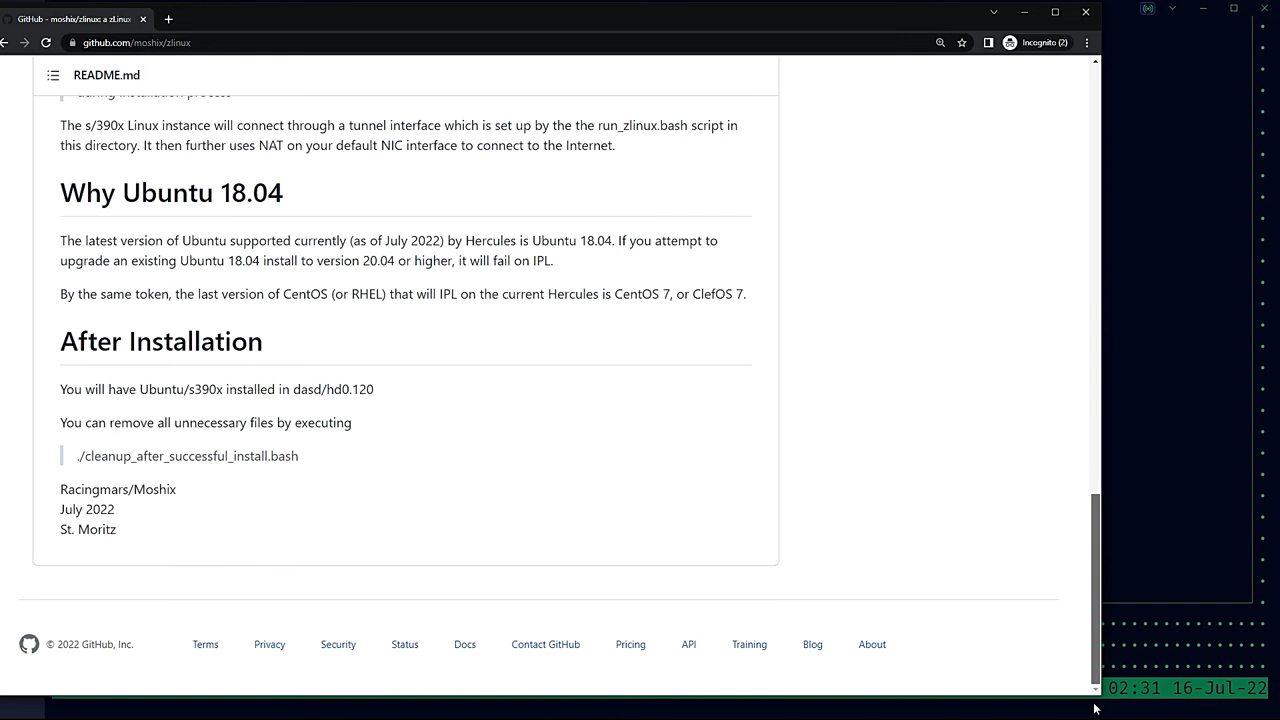 GitHub - moshix/zlinux: a zLinux
github.com/moshix/zlinux
Incognito (2)
README.md
during installation process
The s/390x Linux instance will connect through a tunnel interface which is set up by the the run_zlinux.bash script in
this directory. It then further uses NAT on your default NIC interface to connect to the Internet.
Why Ubuntu 18.04
The latest version of Ubuntu supported currently (as of July 2022) by Hercules is Ubuntu 18.04. If you attempt to
upgrade an existing Ubuntu 18.04 install to version 20.04 or higher, it will fail on IPL.
By the same token, the last version of CentOS (or RHEL) that will IPL on the current Hercules is CentOS 7, or ClefOS 7.
After Installation
You will have Ubuntu/s390x installed in dasd/hd0.120
You can remove all unnecessary files by executing
./cleanup_after_successful_install.bash
Racingmars/Moshix
July 2022
St. Moritz
© 2022 GitHub, Inc. Terms Privacy Security Status Docs Contact GitHub Pricing API Training Blog About
02:31 16-Jul-22